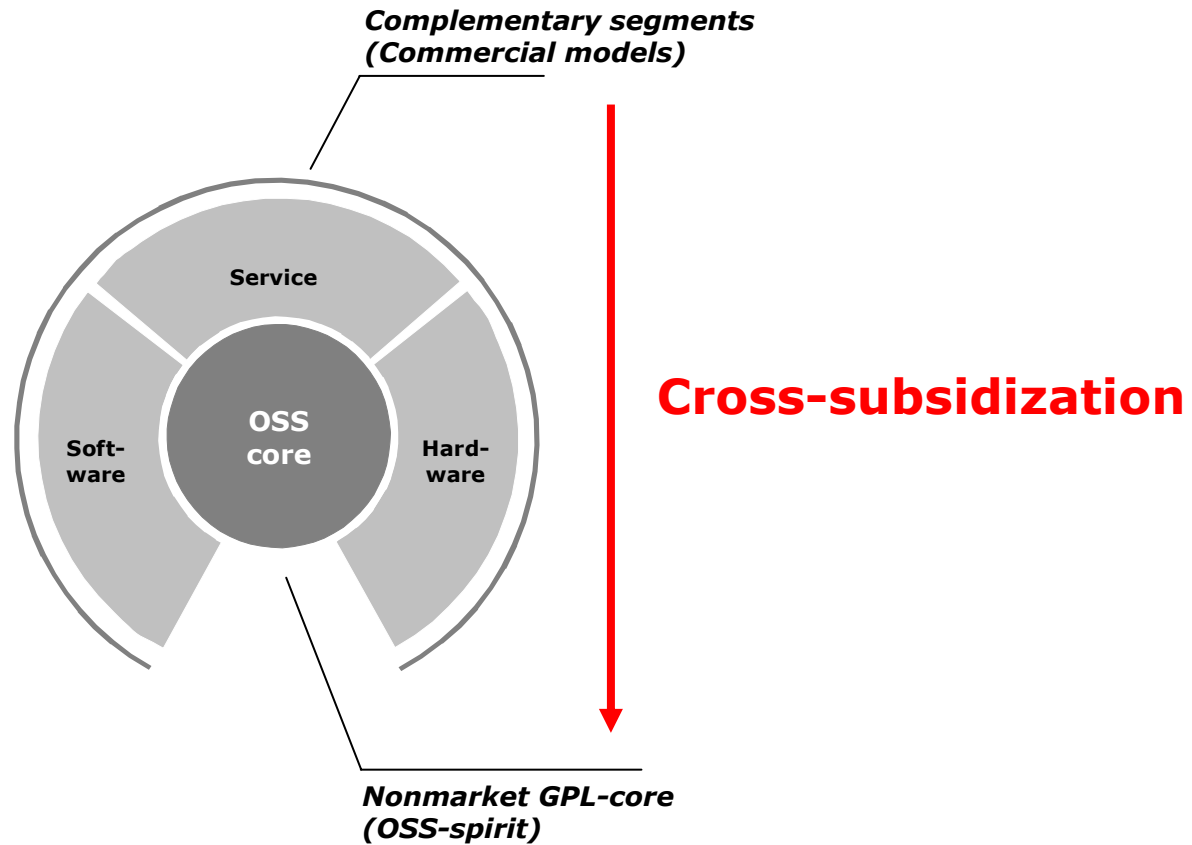 Complementary segments
(Commercial models)
Service
Cross-subsidization
OSS
core
Soft-
ware
Hard-
ware
Nonmarket GPL-core
(OSS-spirit)